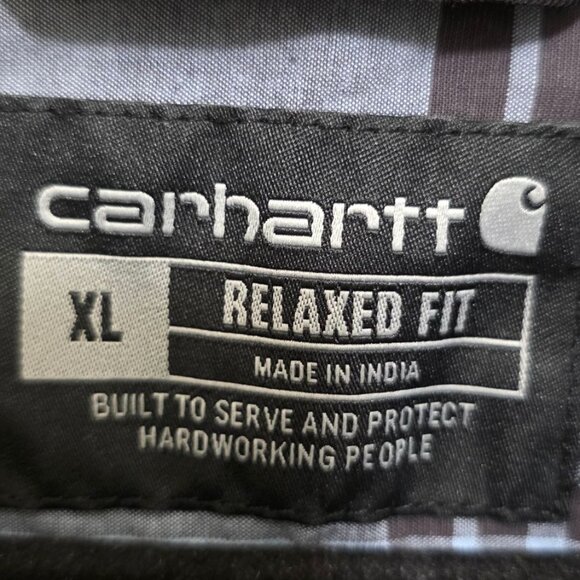 carhartt
XL
RELAXED FIT
MADE IN INDIA
BUILT TO SERVE AND PROTECT
HARDWORKING PEOPLE